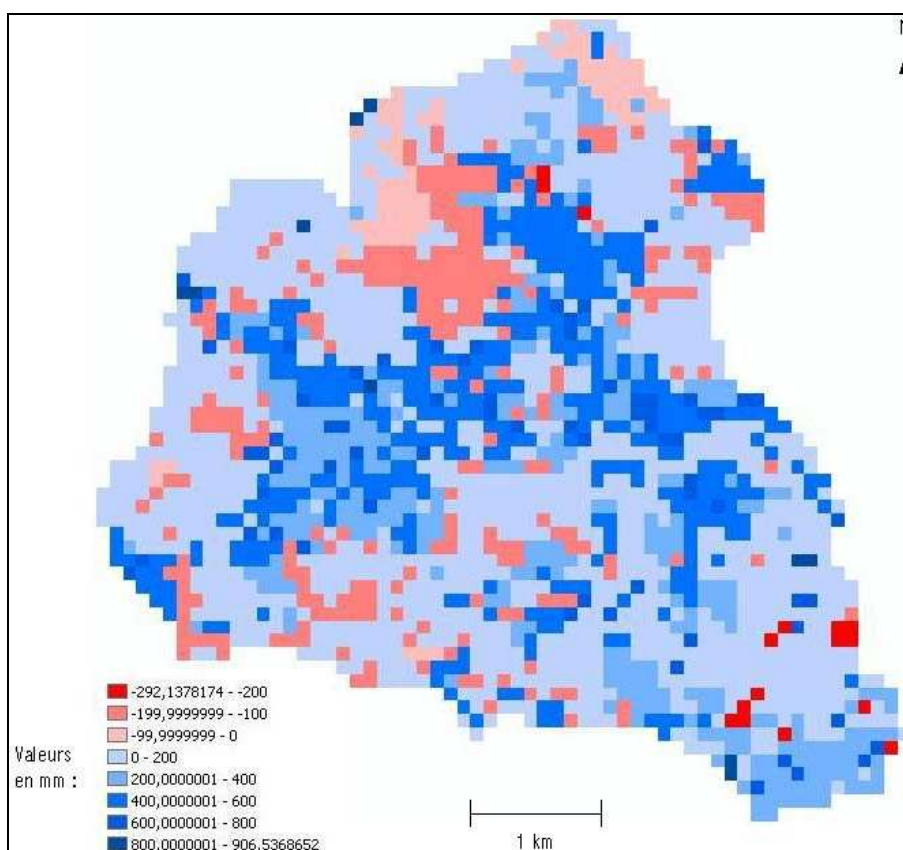 N
-292,1378174 - -200
-199,9999999 - -100
-99,9999999 - 0
Valeurs
en mm :
0 - 200
200,0000001 - 400
400,0000001 - 600
600,0000001 - 800
800,0000001 - 906,5368652
1 km